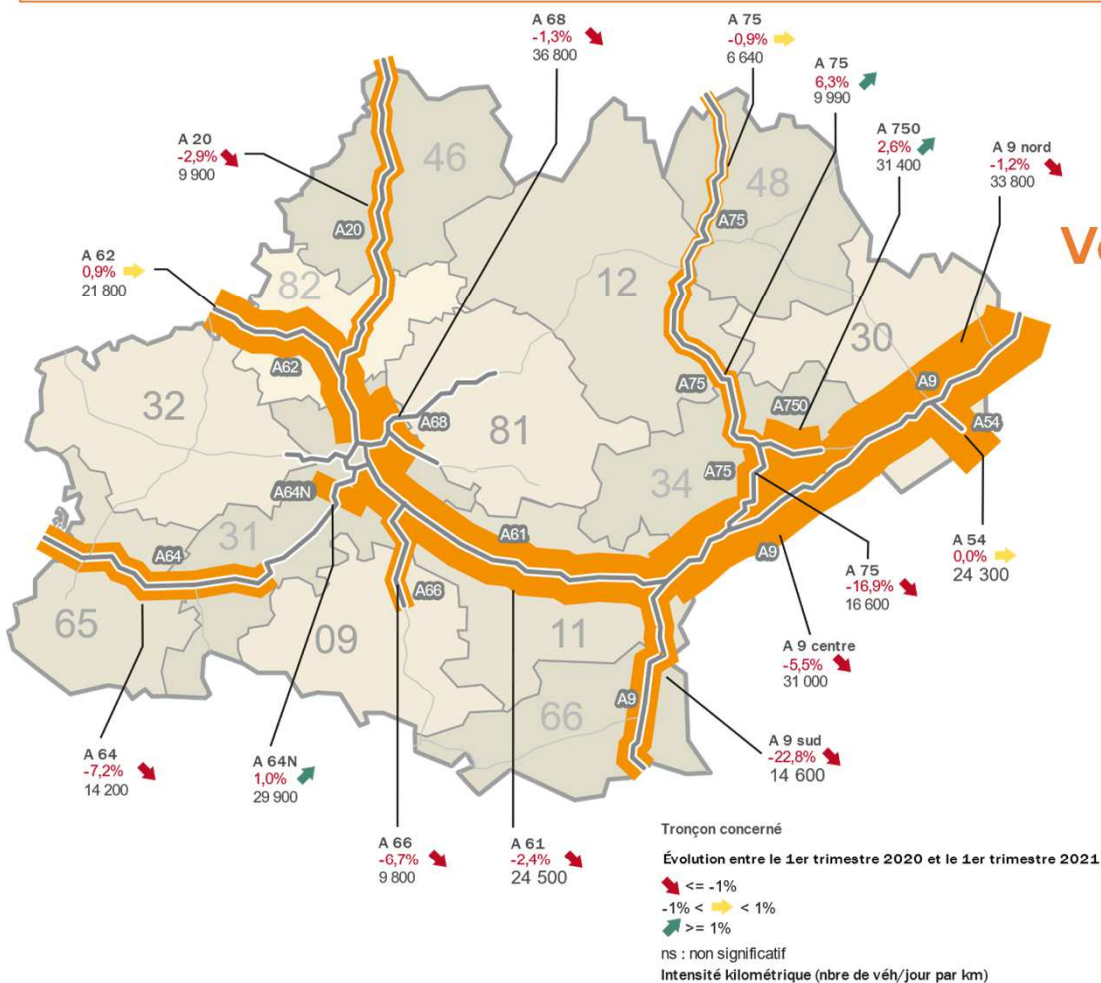 A 68
-1,3%
36 800
A 75
-0,9%
6 640
A 75
6,3%
9 990
A 750
2,6%
31 400
A 9 nord
-1,2%
33 800
A 20
-2,9%
9 900
A 62
0,9%
21 800
46
48
A20
A75
82
12
30
A62
A75
A9
32
A750
A68
81
A54
A75
34
A64N
A61
31
A64
A9
A66
65
09
11
A9
66
A 54
0,0%
24 300
A 75
-16,9%
16 600
A 9 centre
-5,5%
31 000
A 9 sud
-22,8%
14 600
A 64
-7,2%
14 200
A 64N
1,0%
29 900
A 66
-6,7%
9 800
A 61
-2,4%
24 500
Tronçon concerné
Évolution entre le 1er trimestre 2020 et le 1er trimestre 2021
<= -1%
-1% < < 1%
>= 1%
ns : non significatif
Intensité kilométrique (nbre de véh/jour par km)